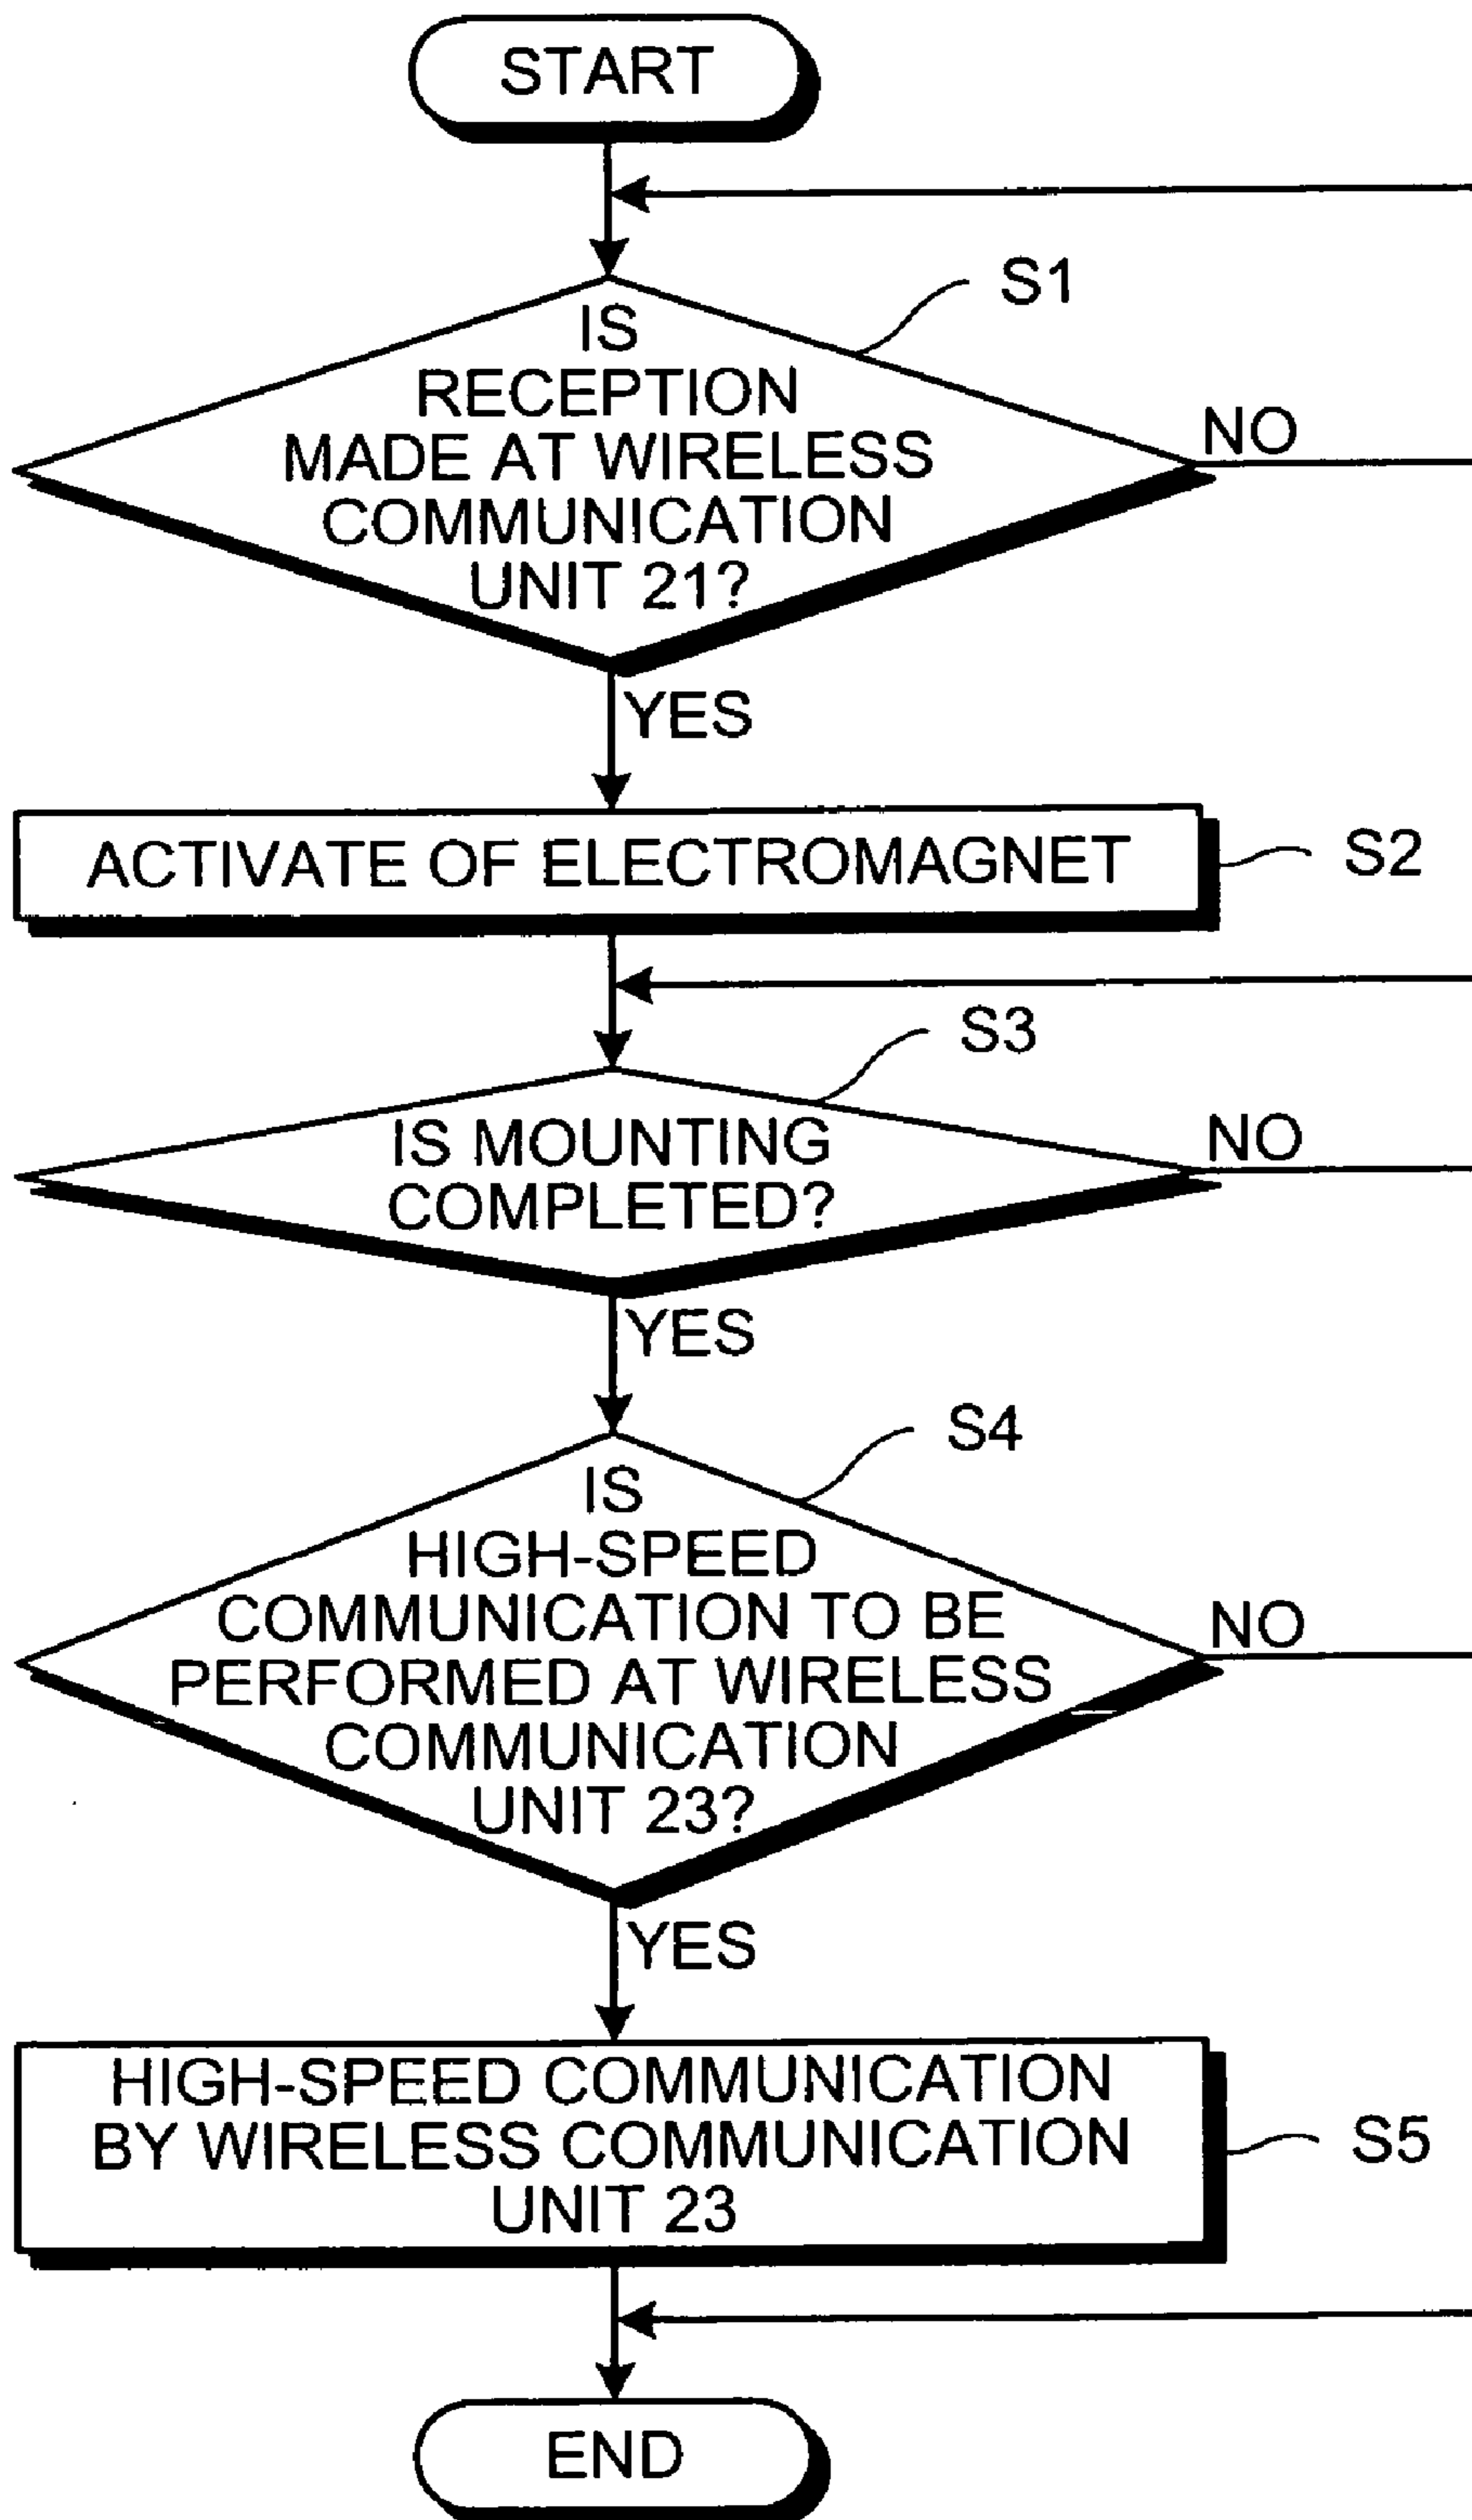 START
S1
IS
RECEPTION
MADE AT WIRELESS
COMMUNICATION
UNIT 21?
NO
YES
ACTIVATE OF ELECTROMAGNET
S2
S3
IS MOUNTING
COMPLETED?
NO
YES
S4
IS
HIGH-SPEED
COMMUNICATION TO BE
PERFORMED AT WIRELESS
COMMUNICATION
UNIT 23?
NO
YES
HIGH-SPEED COMMUNICATION
BY WIRELESS COMMUNICATION
UNIT 23
S5
END